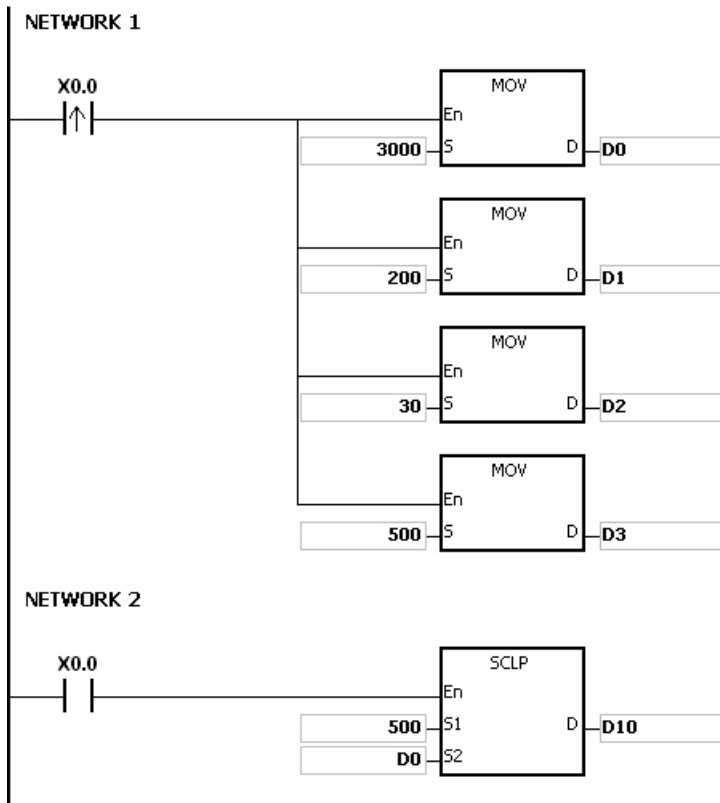 NETWORK 1
X0.0
MOV
En
3000 S D D0
MOV
En
200 S D D1
MOV
En
30 S D D2
MOV
En
500 S D D3
NETWORK 2
X0.0
SCLP
En
500 S1 D D10
D0 S2